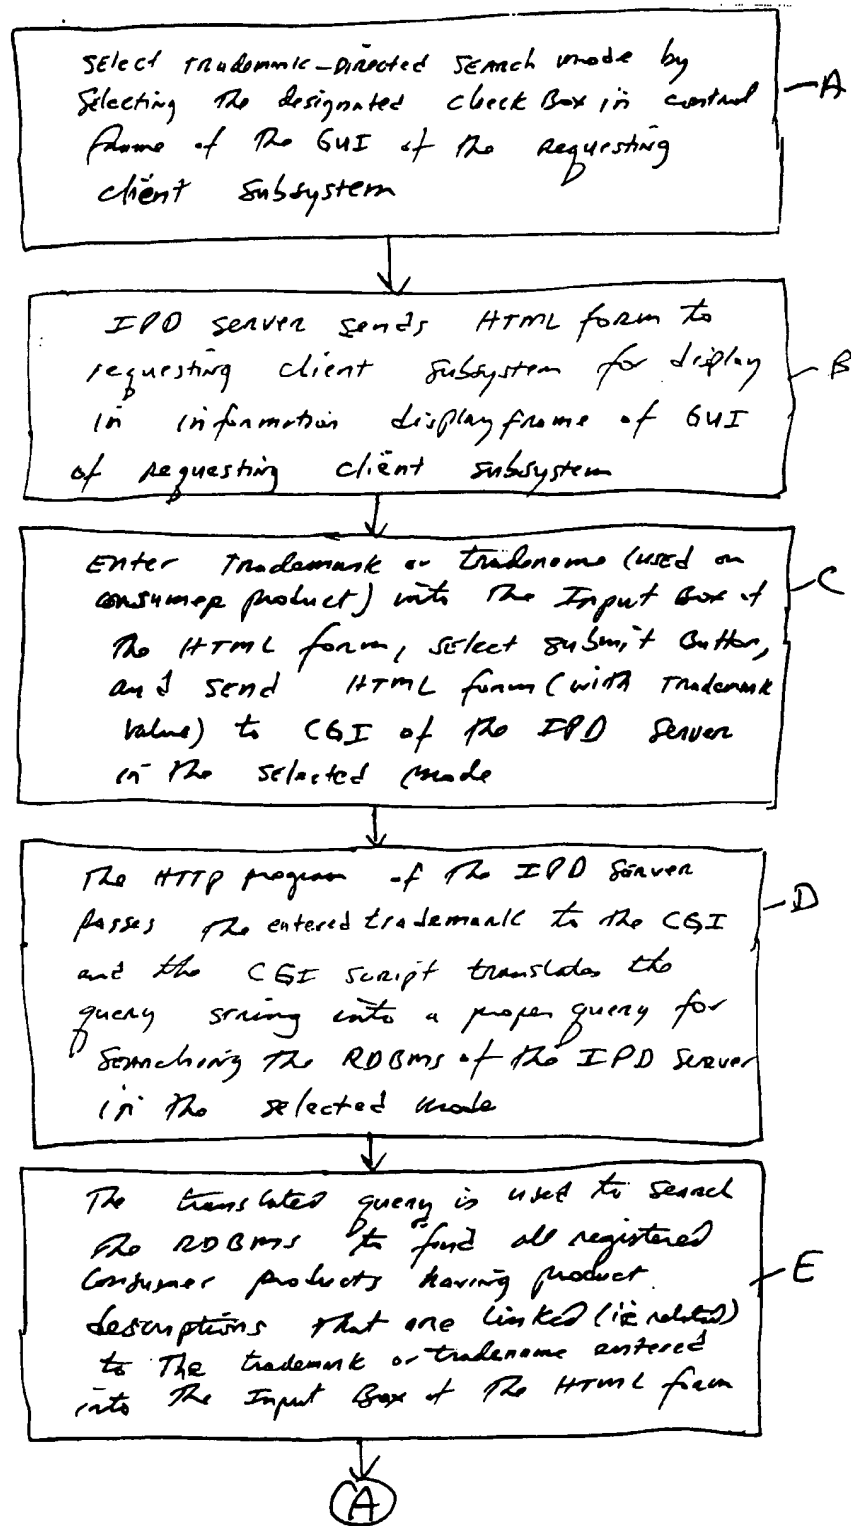 Select Trademark-Directed Search mode by
Selecting the designated check Box in control
frame of the GUI of the requesting
client subsystem
A
IPD server sends HTML form to
requesting client subsystem for display
in information display frame of GUI
of requesting client subsystem
B
Enter Trademark or tradename (used on
consumer product) into the Input Box of
the HTML form, select submit Button,
and send HTML form (with Trademark
Value) to CGI of the IPD Server
in the selected mode
C
The HTTP program of the IPD Server
passes the entered trademark to the CGI
and the CGI script translates the
query string into a proper query for
Searching the RDBMS of the IPD Server
in the selected mode
D
The translated query is used to search
the RDBMS to find all registered
Consumer products having product
descriptions that are linked (ie related)
to the trademark or tradename entered
into the Input Box of the HTML form
E
A